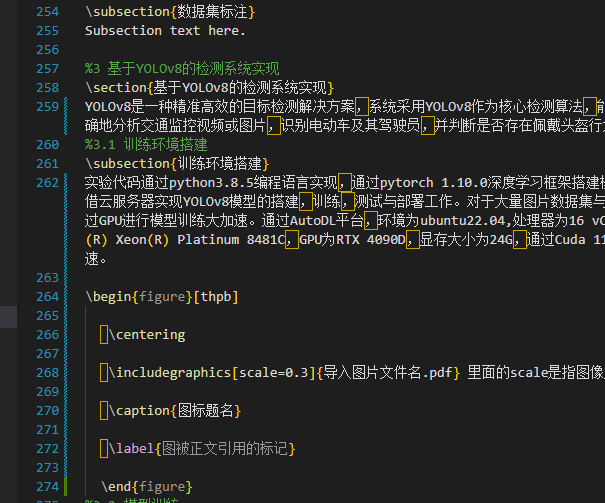 254 \subsection{数据集标注}
255 Subsection text here.
256
257 %3 基于YOLOv8的检测系统实现
258 \section{基于YOLOv8的检测系统实现}
259 YOLOv8是一种精准高效的目标检测解决方案，系统采用YOLOv8作为核心检测算法，能
确地分析交通监控视频或图片，识别电动车及其驾驶员，并判断是否存在佩戴头盔行
260 %3.1 训练环境搭建
261 \subsection{训练环境搭建}
262 实验代码通过python3.8.5编程语言实现，通过pytorch 1.10.0深度学习框架搭建
借云服务器实现YOLOv8模型的搭建，训练，测试与部署工作。对于大量图片数据集与
过GPU进行模型训练大加速。通过AutoDL平台，环境为ubuntu22.04,处理器为16 vC
(R) Xeon(R) Platinum 8481C，GPU为RTX 4090D，显存大小为24G，通过Cuda 11
速。
263
264 \begin{figure}[thpb]
265
266 \centering
267
268 \includegraphics[scale=0.3]{导入图片文件名.pdf} 里面的scale是指图像
269
270 \caption{图标题名}
271
272 \label{图被正文引用的标记}
273
274 \end{figure}